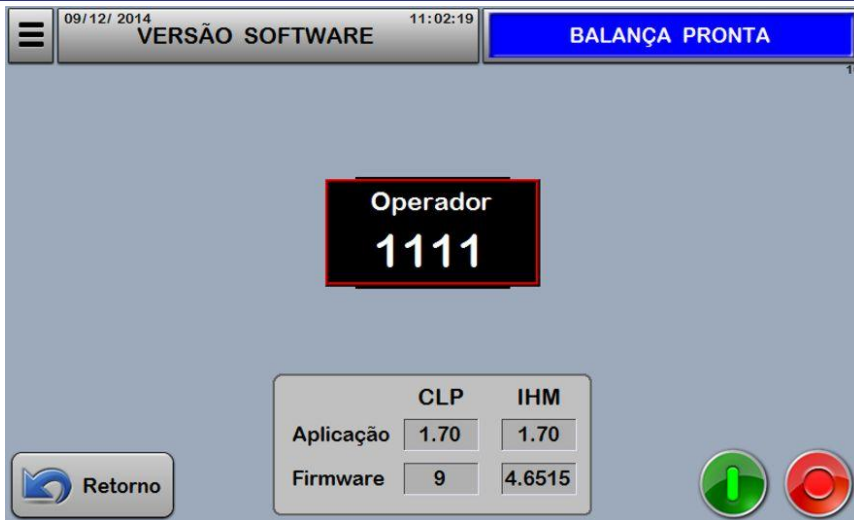 09/12/ 2014
11:02:19
VERSÃO SOFTWARE
BALANÇA PRONTA
1
Operador
1111
CLP IHM
Aplicação 1.70 1.70
Firmware 9 4.6515
Retorno